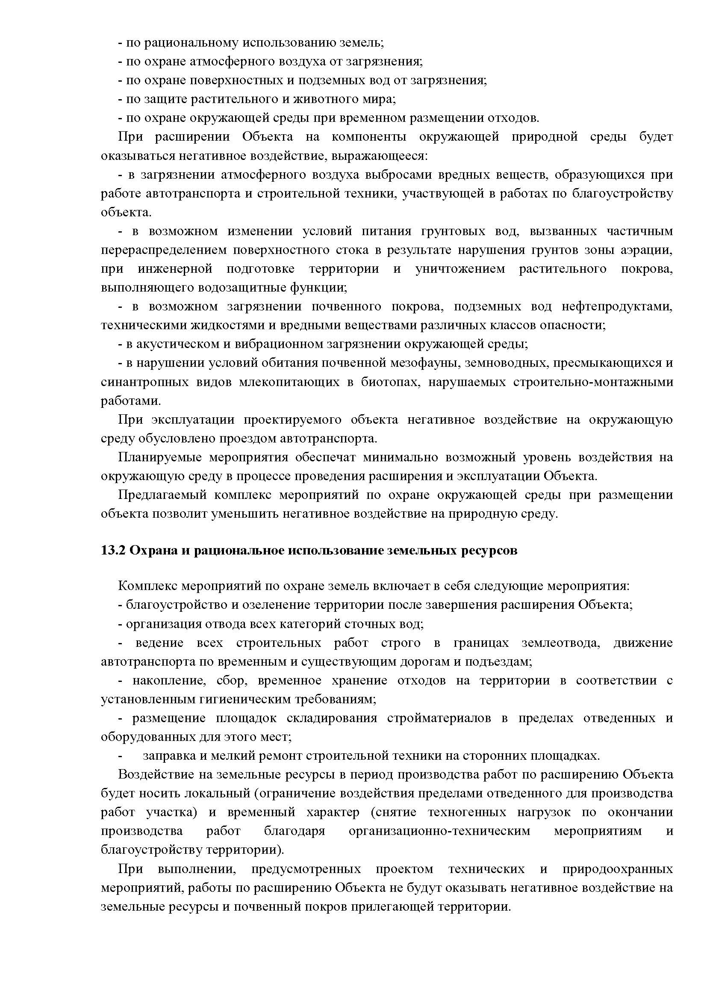 - по рациональному использованию земель;
- по охране атмосферного воздуха от загрязнения;
- по охране поверхностных и подземных вод от загрязнения;
- по защите растительного и животного мира;
- по охране окружающей среды при временном размещении отходов.
При расширении Объекта на компоненты окружающей природной среды будет
оказываться негативное воздействие, выражающееся:
- в загрязнении атмосферного воздуха выбросами вредных веществ, образующихся при
работе автотранспорта и строительной техники, участвующей в работах по благоустройству
объекта.
- в возможном изменении условий питания грунтовых вод, вызванных частичным
перераспределением поверхностного стока в результате нарушения грунтов зоны аэрации,
при инженерной подготовке территории и уничтожением растительного покрова,
выполняющего водозащитные функции;
- в возможном загрязнении почвенного покрова, подземных вод нефтепродуктами,
техническими жидкостями и вредными веществами различных классов опасности;
- в акустическом и вибрационном загрязнении окружающей среды;
- в нарушении условий обитания почвенной мезофауны, земноводных, пресмыкающихся и
синантропных видов млекопитающих в биотопах, нарушаемых строительно-монтажными
работами.
При эксплуатации проектируемого объекта негативное воздействие на окружающую
среду обусловлено проездом автотранспорта.
Планируемые мероприятия обеспечат минимально возможный уровень воздействия на
окружающую среду в процессе проведения расширения и эксплуатации Объекта.
Предлагаемый комплекс мероприятий по охране окружающей среды при размещении
объекта позволит уменьшить негативное воздействие на природную среду.
13.2 Охрана и рациональное использование земельных ресурсов
Комплекс мероприятий по охране земель включает в себя следующие мероприятия:
- благоустройство и озеленение территории после завершения расширения Объекта;
- организация отвода всех категорий сточных вод;
- ведение всех строительных работ строго в границах землеотвода, движение
автотранспорта по временным и существующим дорогам и подъездам;
- накопление, сбор, временное хранение отходов на территории в соответствии с
установленным гигиеническим требованиям;
- размещение площадок складирования стройматериалов в пределах отведенных и
оборудованных для этого мест;
- заправка и мелкий ремонт строительной техники на сторонних площадках.
Воздействие на земельные ресурсы в период производства работ по расширению Объекта
будет носить локальный (ограничение воздействия пределами отведенного для производства
работ участка) и временный характер (снятие техногенных нагрузок по окончании
производства работ благодаря организационно-техническим мероприятиям и
благоустройству территории).
При выполнении, предусмотренных проектом технических и природоохранных
мероприятий, работы по расширению Объекта не будут оказывать негативное воздействие на
земельные ресурсы и почвенный покров прилегающей территории.